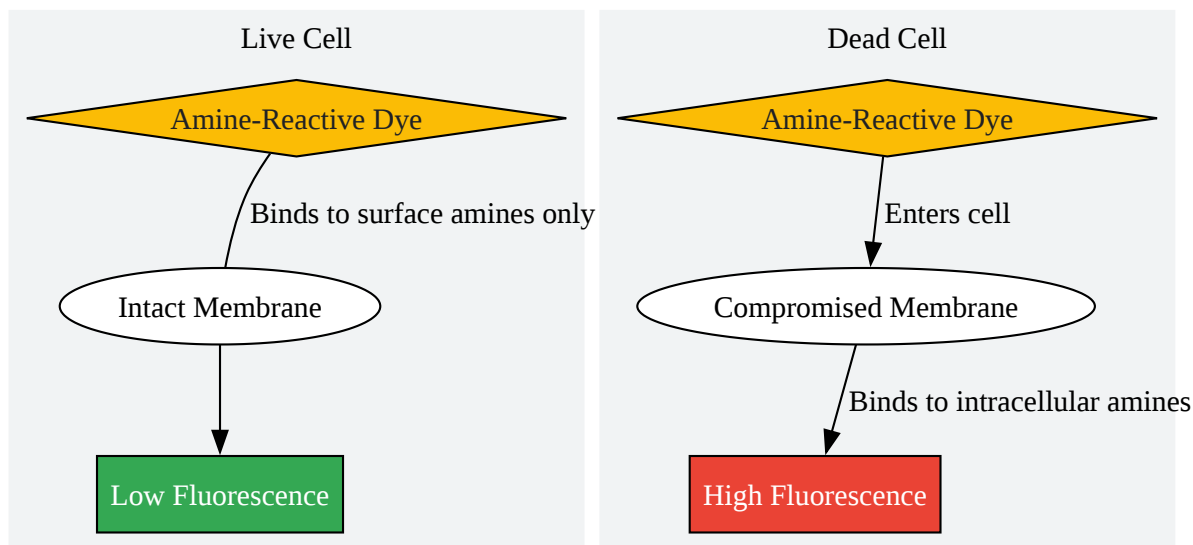 Live Cell
Amine-Reactive Dye
Binds to surface amines only
Intact Membrane
Low Fluorescence
Dead Cell
Amine-Reactive Dye
Enters cell
Compromised Membrane
Binds to intracellular amines
High Fluorescence